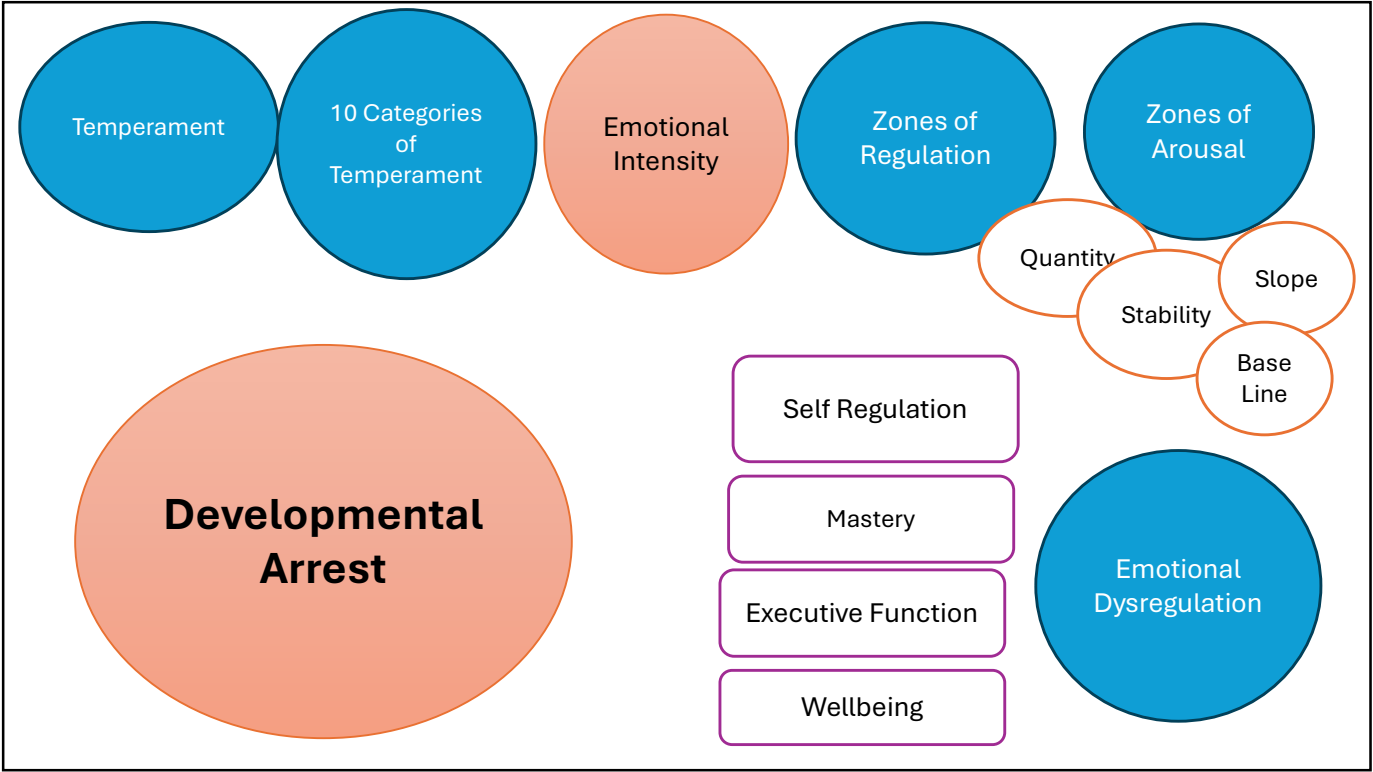 Temperament
10 Categories
of
Temperament
Emotional
Intensity
Zones of
Regulation
Zones of
Arousal
Quantity
Stability
Slope
Base
Line
Developmental
Arrest
Self Regulation
Mastery
Executive Function
Wellbeing
Emotional
Dysregulation